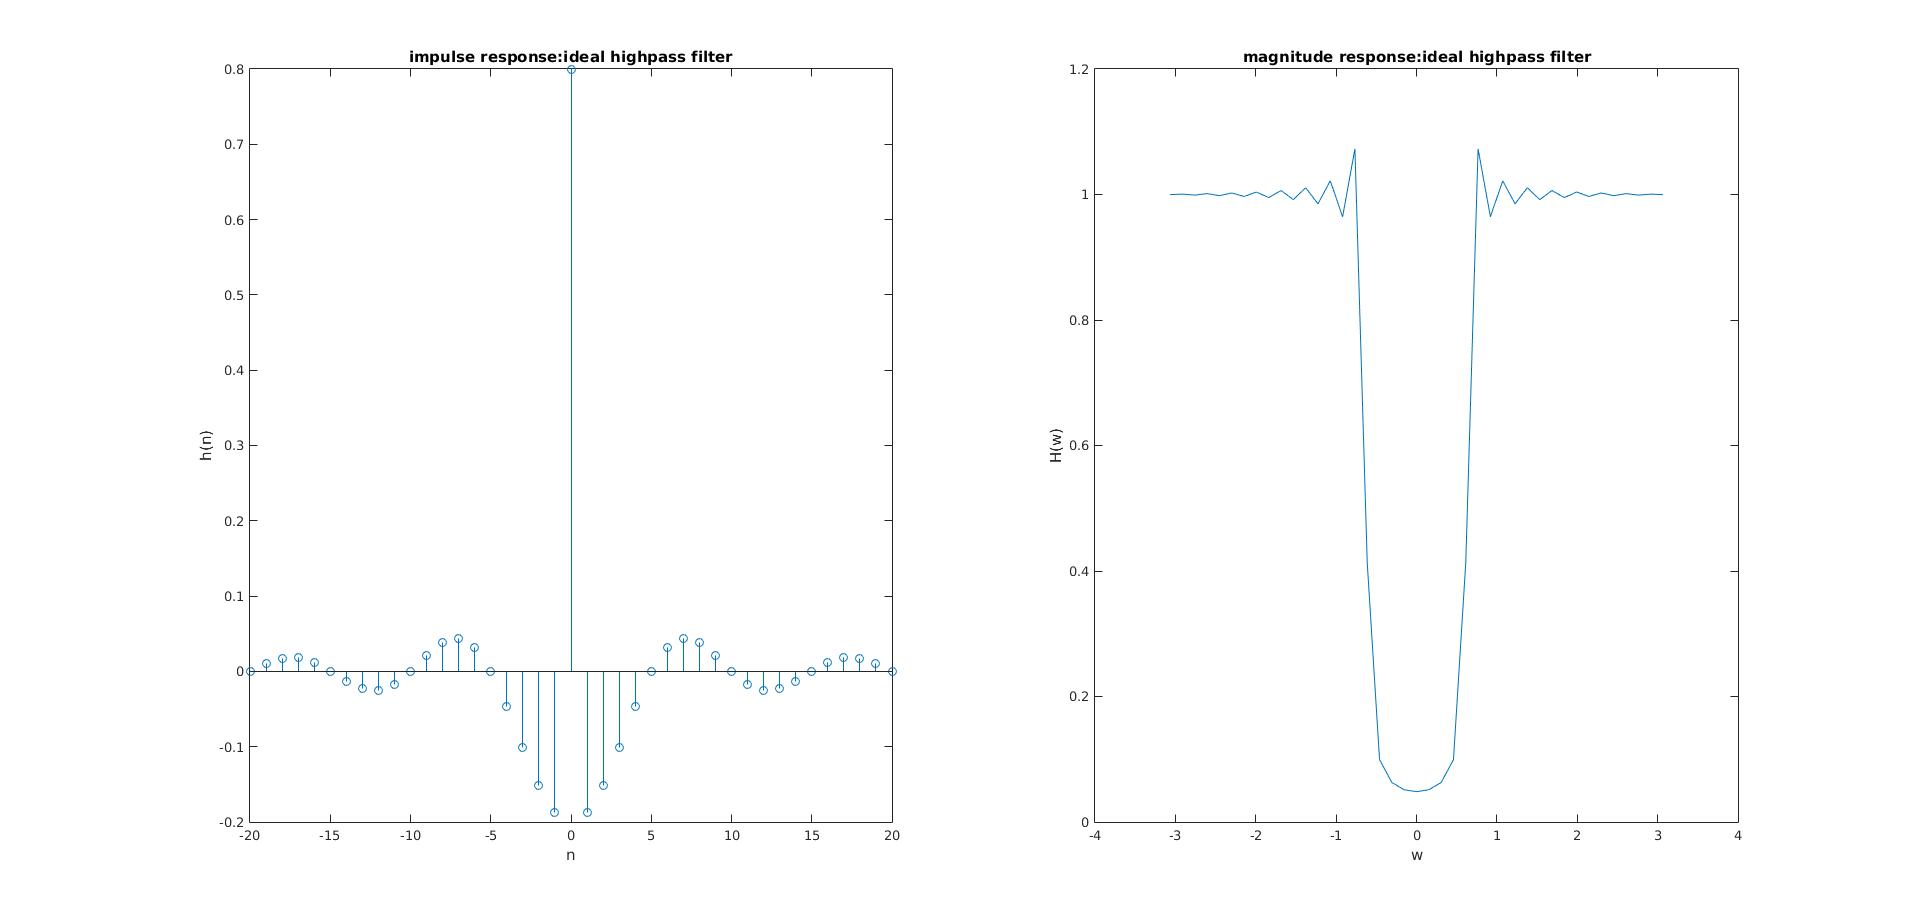 impulse response:ideal highpass filter
0.8
0.7
0.6
0.5
0.4
0.3
0.2
0.1
0
-0.1
-0.2
h(n)
-20 -15 -10 -5 0 5 10 15 20
n
magnitude response:ideal highpass filter
1.2
1
0.8
0.6
0.4
0.2
0
H(w)
-4 -3 -2 -1 0 1 2 3 4
w